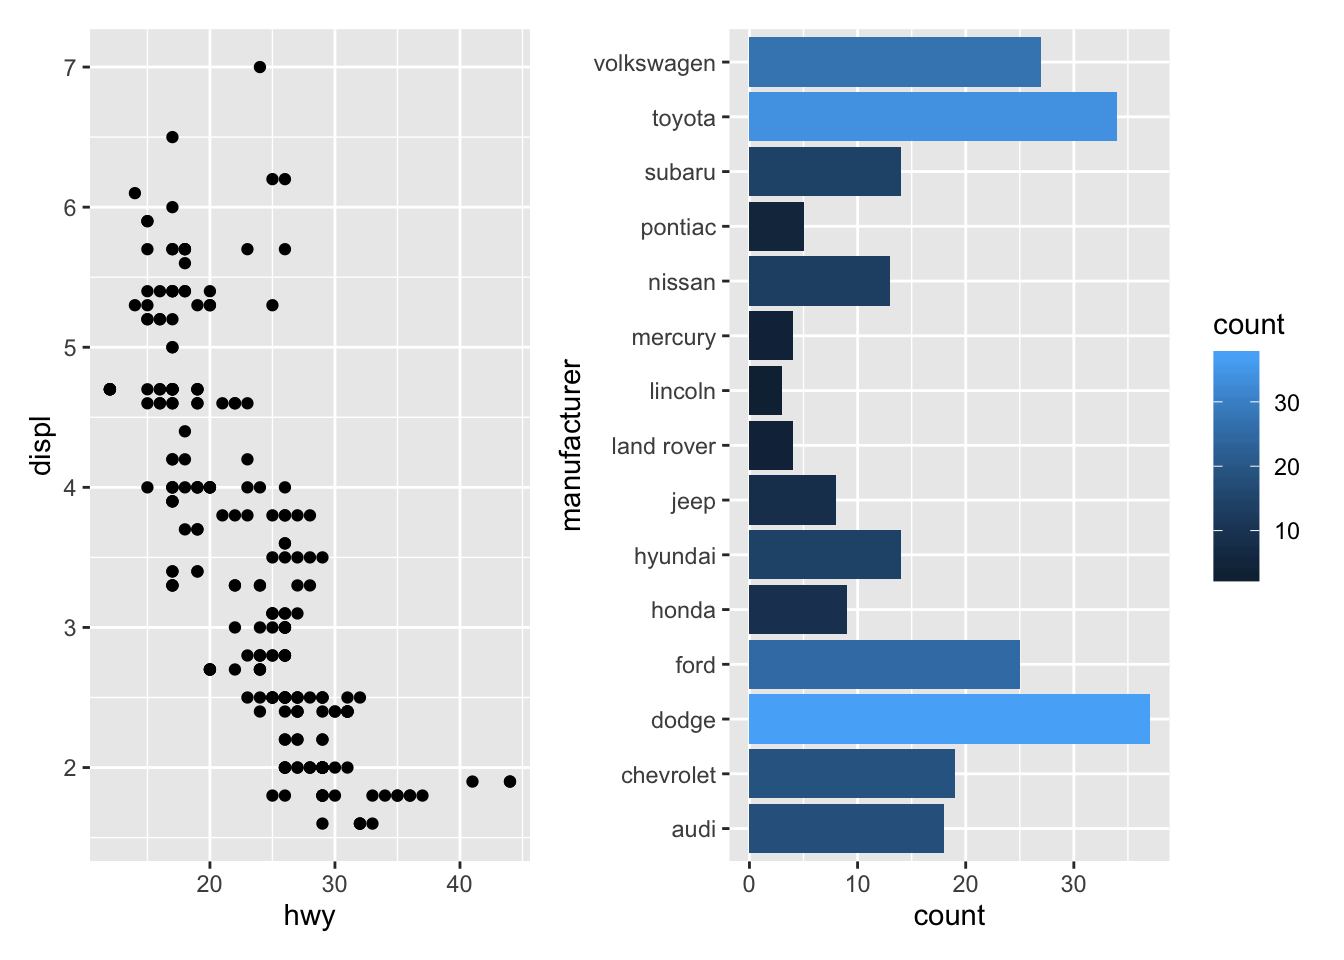 displ
7
6
5
4
3
2
20 30 40
hwy
manufacturer
volkswagen
toyota
subaru
pontiac
nissan
mercury
lincoln
land rover
jeep
hyundai
honda
ford
dodge
chevrolet
audi
0 10 20 30
count
count
30
20
10